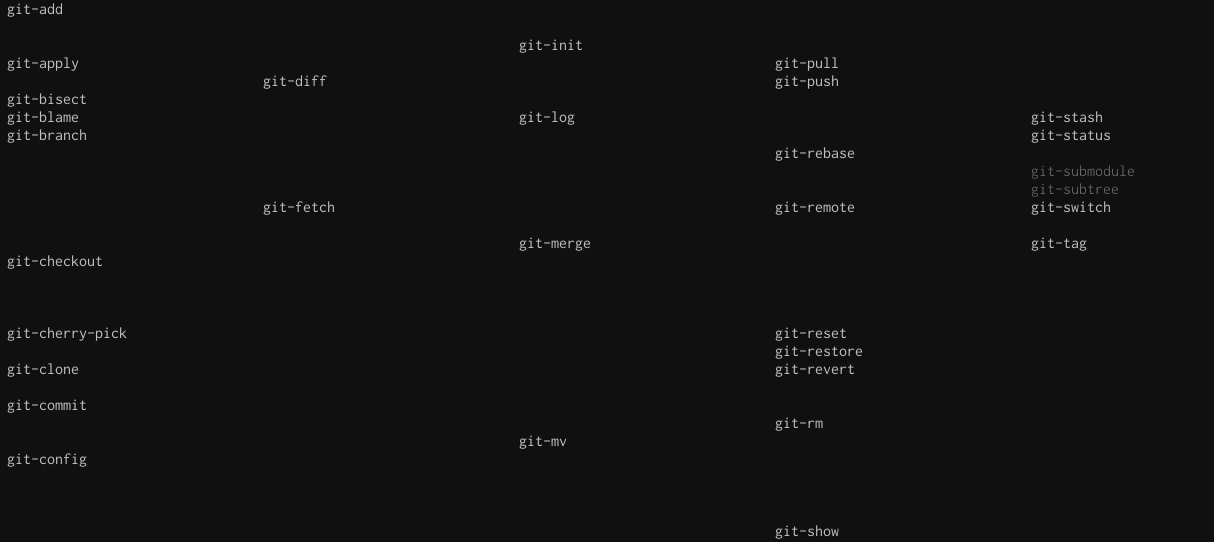 git-add
git-apply
git-bisect
git-blame
git-branch
git-checkout
git-cherry-pick
git-clone
git-commit
git-config
git-diff
git-fetch
git-init
git-log
git-merge
git-mv
git-pull
git-push
git-rebase
git-remote
git-reset
git-restore
git-revert
git-rm
git-show
git-stash
git-status
git-submodule
git-subtree
git-switch
git-tag